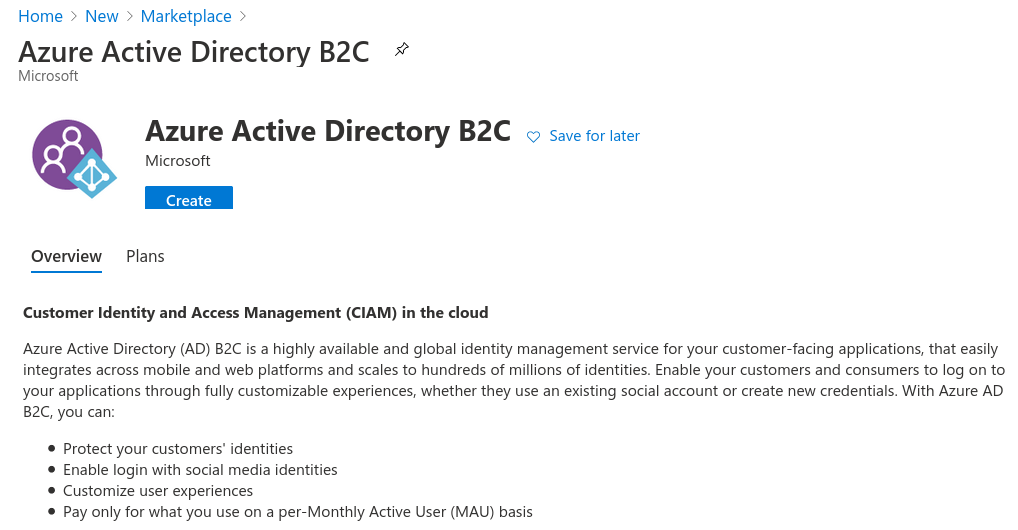 Home > New > Marketplace >
Azure Active Directory B2C
Microsoft
Azure Active Directory B2C
Save for later
Microsoft
Create
Overview Plans
Customer Identity and Access Management (CIAM) in the cloud
Azure Active Directory (AD) B2C is a highly available and global identity management service for your customer-facing applications, that easily
integrates across mobile and web platforms and scales to hundreds of millions of identities. Enable your customers and consumers to log on to
your applications through fully customizable experiences, whether they use an existing social account or create new credentials. With Azure AD
B2C, you can:
• Protect your customers' identities
• Enable login with social media identities
• Customize user experiences
• Pay only for what you use on a per-Monthly Active User (MAU) basis